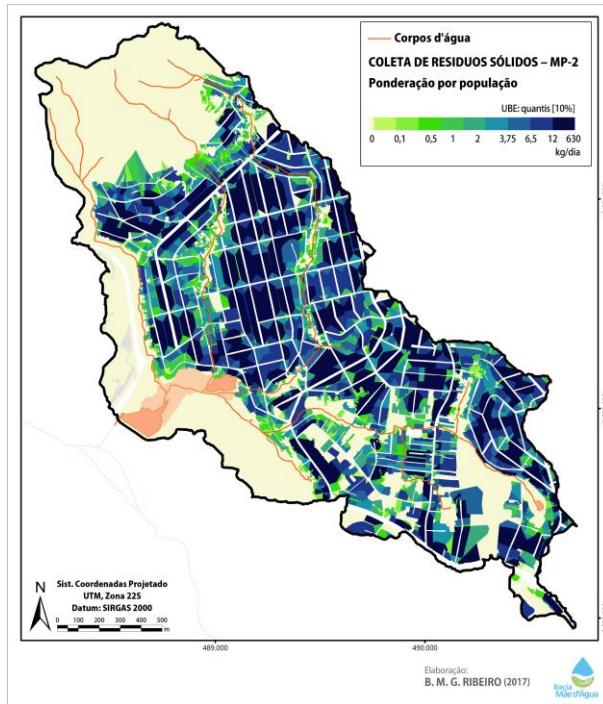 Corpos d'água
COLETA DE RESIDUOS SÓLIDOS – MP-2
Ponderação por população
UBE: quantis [10%]
0 0,1 0,5 1 2 3,75 6,5 12 630
kg/dia
N
Sist. Coordenadas Projetado
UTM, Zona 22S
Datum: SIRGAS 2000
0 100 200 300 400 500
m
489.000 490.000
Elaboração:
B. M. G. RIBEIRO (2017)
Bacia
Mãe d'Água